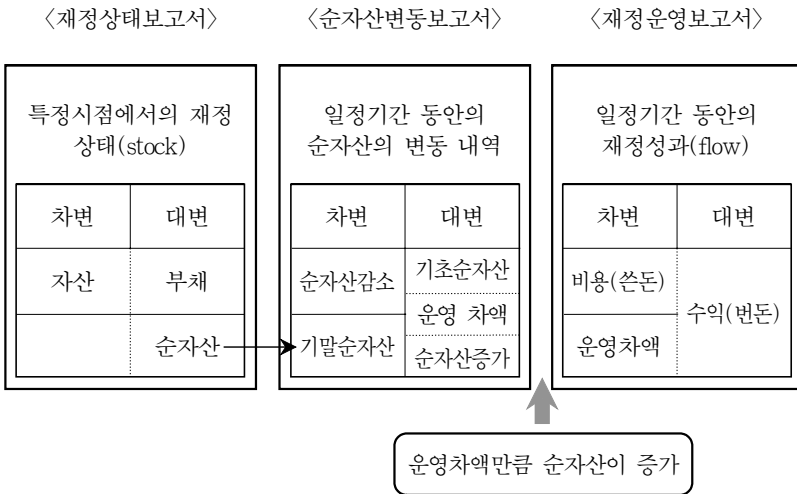 〈재정상태보고서〉
〈순자산변동보고서〉
〈재정운영보고서〉
특정시점에서의 재정
상태(stock)
차변 대변
자산 부채
순자산
일정기간 동안의
순자산의 변동 내역
차변 대변
순자산감소 기초순자산
운영 차액
기말순자산 순자산증가
일정기간 동안의
재정성과(flow)
차변 대변
비용(쓴돈) 수익(번돈)
운영차액
운영차액만큼 순자산이 증가